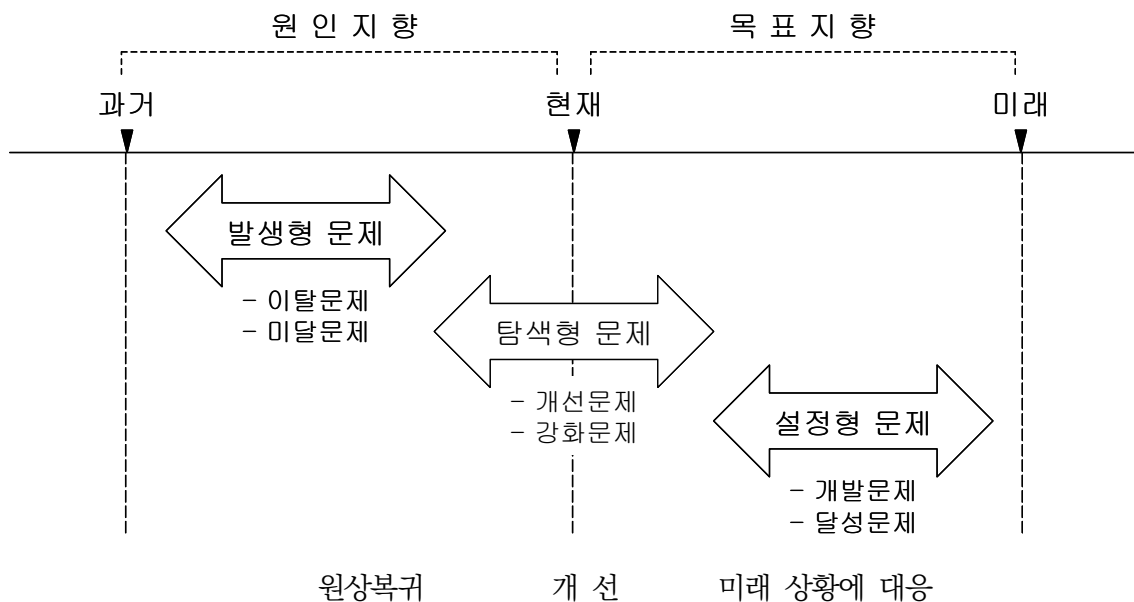 원 인 지 향 목 표 지 향
과거 현재 미래
발생형 문제
- 이탈문제
- 미달문제
탐색형 문제
- 개선문제
- 강화문제
설정형 문제
- 개발문제
- 달성문제
원상복귀 개 선 미래 상황에 대응